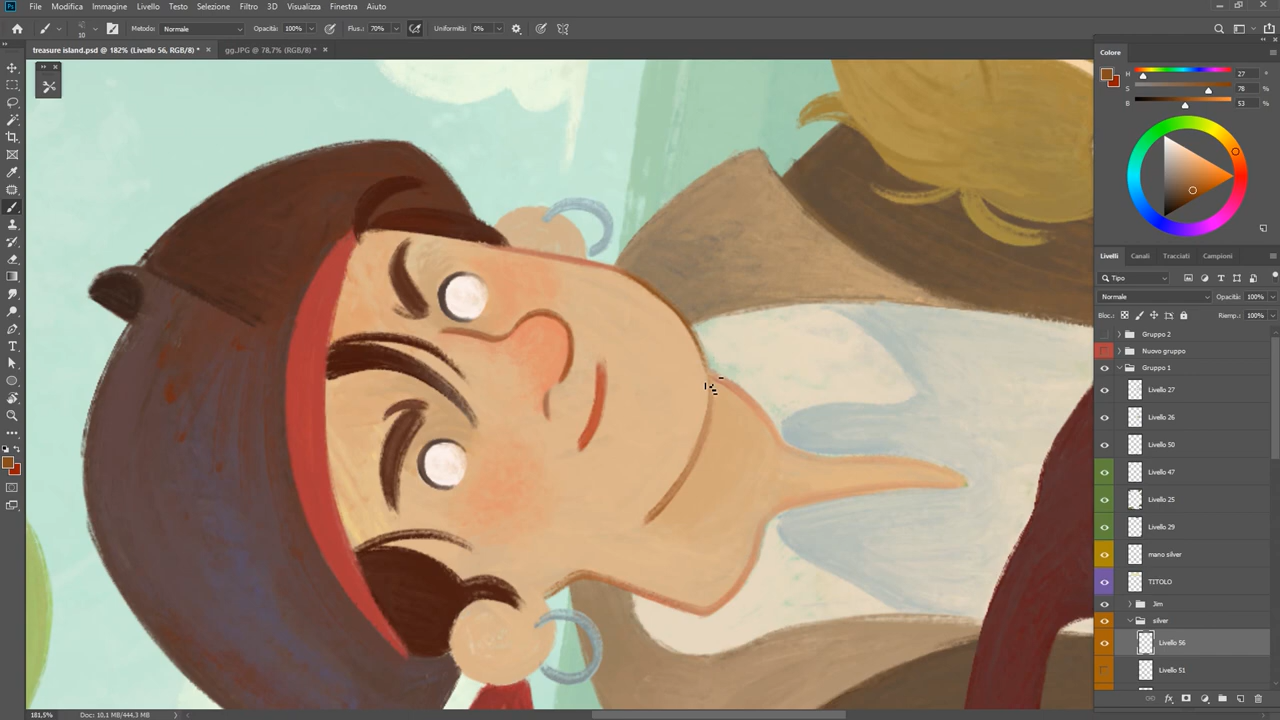 File Modifica Immagine Livello Testo Selezione Filtro 3D Visualizza Finestra Aiuto
10 Metodo: Normale Opacità: 100% Flus.: 70% Uniformità: 0%
treasure island.psd @ 182% (Livello 56, RGB/8) * × gg.JPG @ 78,7% (RGB/8) * ×
Colore
H 27 °
S 78 %
B 53 %
Livelli Canali Tracciati Campioni
Tipo
Normale Opacità: 100%
Bloc.: Riemp.: 100%
Gruppo 2
Nuovo gruppo
Gruppo 1
Livello 27
Livello 26
Livello 50
Livello 47
Livello 25
Livello 29
mano silver
TITOLO
Jim
silver
Livello 56
Livello 51
181,5% Doc: 10,1 MB/444,3 MB